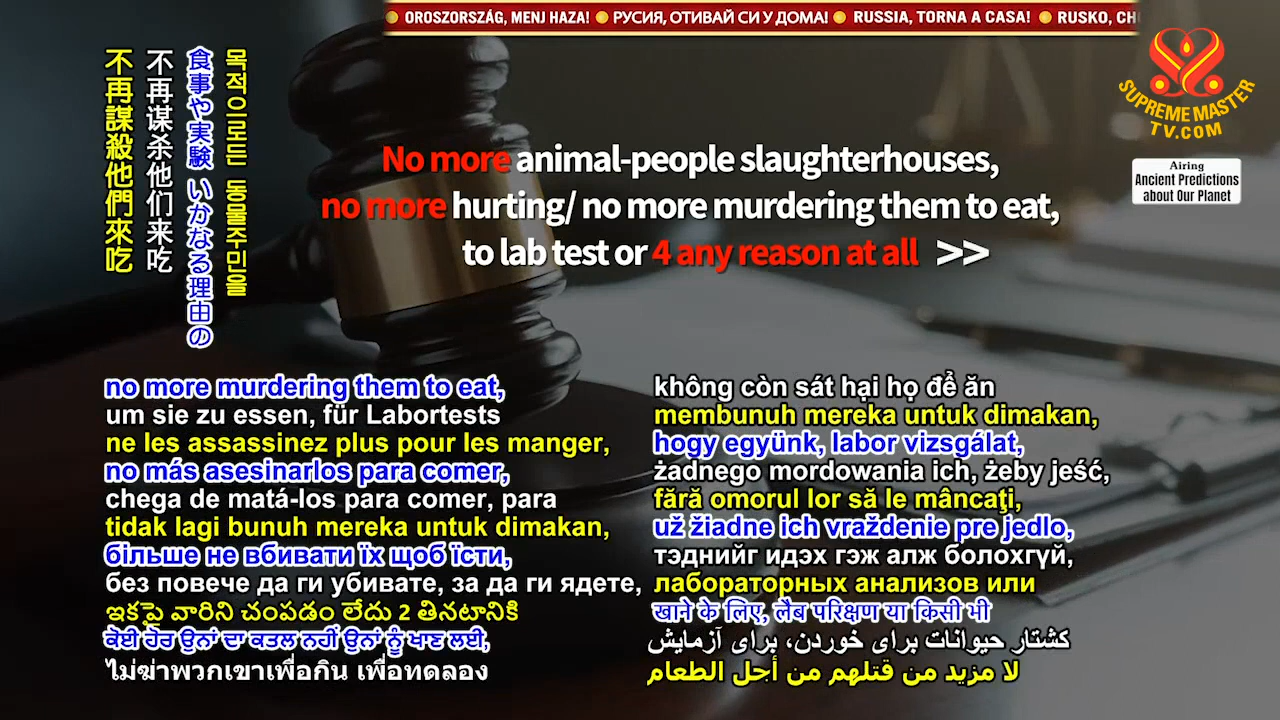 OROSZORSZÁG, MENJ HAZA! РУСИЯ, ОТИВАЙ СИ У ДОМА! RUSSIA, TORNA A CASA! RUSKO,
SUPREME MASTER
TV.COM
Airing
Ancient Predictions
about Our Planet
No more animal-people slaughterhouses,
no more hurting/ no more murdering them to eat,
to lab test or 4 any reason at all >>
不再謀殺他們來吃
不再谋杀他们来吃
食事や実験 いかなる理由の
목적으로든 동물주민을
no more murdering them to eat,
um sie zu essen, für Labortests
ne les assassinez plus pour les manger,
no más asesinarlos para comer,
chega de matá-los para comer, para
tidak lagi bunuh mereka untuk dimakan,
більше не вбивати їх щоб їсти,
без повече да ги убивате, за да ги ядете,
ఇకపై వారిని చంపడం లేదు 2 తినటానికి
ਕੋਈ ਹੋਰ ਉਨਾਂ ਦਾ ਕਤਲ ਨਹੀਂ ਉਨਾਂ ਨੂੰ ਖਾਣ ਲਈ,
ไม่ฆ่าพวกเขาเพื่อกิน เพื่อทดลอง
không còn sát hại họ để ăn
membunuh mereka untuk dimakan,
hogy együnk, labor vizsgálat,
żadnego mordowania ich, żeby jeść,
fără omorul lor să le mâncaţi,
už žiadne ich vraždenie pre jedlo,
тэднийг идэх гэж алж болохгүй,
лабораторных анализов или
खाने के लिए, लैब परिक्षण या किसी भी
کشتار حیوانات برای خوردن، برای آزمایش
لا مزيد من قتلهم من أجل الطعام